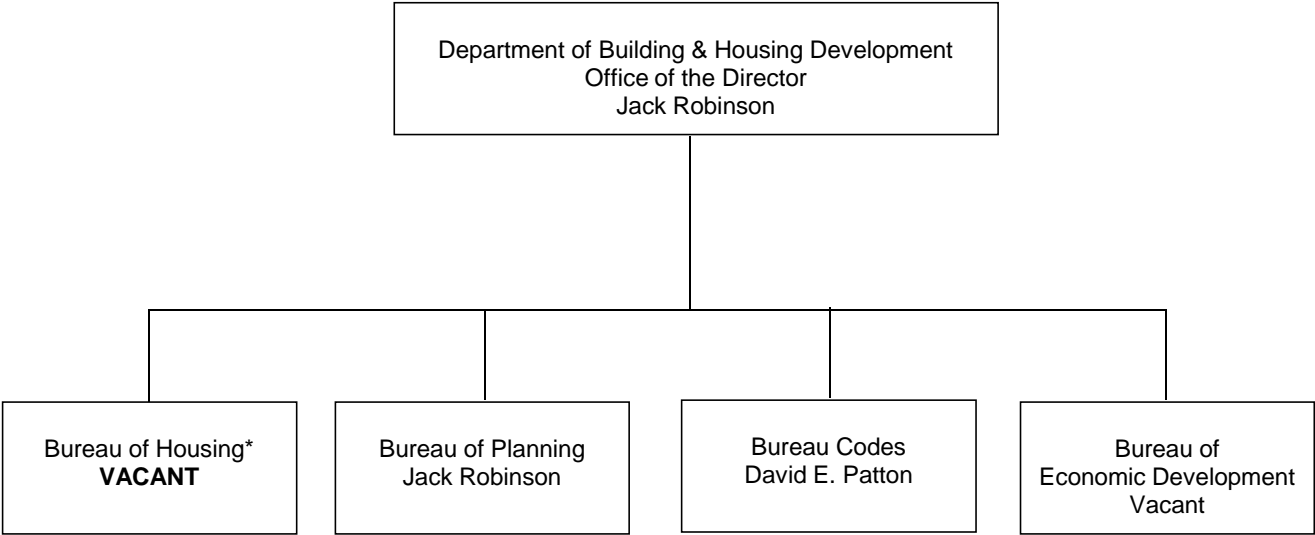 Department of Building & Housing Development
Office of the Director
Jack Robinson
Bureau of Housing*
VACANT
Bureau of Planning
Jack Robinson
Bureau Codes
David E. Patton
Bureau of
Economic Development
Vacant